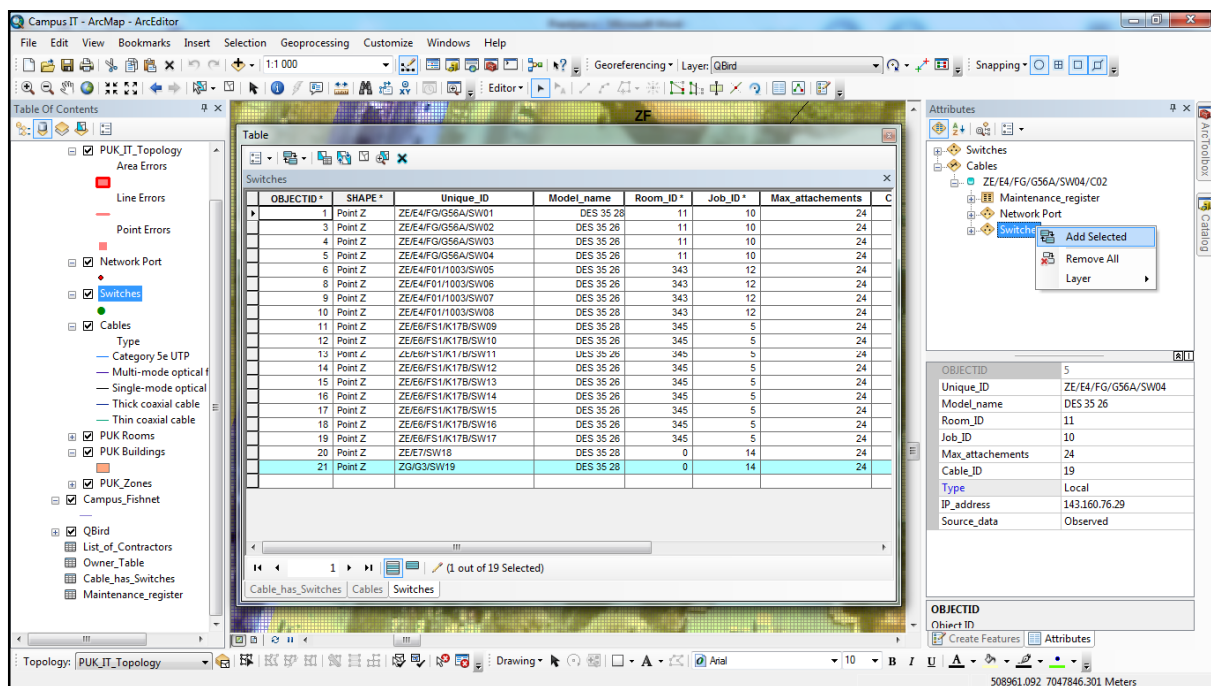 Campus IT - ArcMap - ArcEditor
File Edit View Bookmarks Insert Selection Geoprocessing Customize Windows Help
1:1 000
Georeferencing Layer: QBird
Snapping
Editor
Table Of Contents
PUK_IT_Topology
Area Errors
Line Errors
Point Errors
Network Port
Switches
Cables
Type
Category 5e UTP
Multi-mode optical f
Single-mode optical
Thick coaxial cable
Thin coaxial cable
PUK Rooms
PUK Buildings
PUK_Zones
Campus_Fishnet
QBird
List_of_Contractors
Owner_Table
Cable_has_Switches
Maintenance_register
ZF
Table
Switches
OBJECTID * SHAPE * Unique_ID Model_name Room_ID * Job_ID * Max_attachements C
1 Point Z ZE/E4/FG/G56A/SW01 DES 35 28 11 10 24
3 Point Z ZE/E4/FG/G56A/SW02 DES 35 26 11 10 24
4 Point Z ZE/E4/FG/G56A/SW03 DES 35 26 11 10 24
5 Point Z ZE/E4/FG/G56A/SW04 DES 35 26 11 10 24
6 Point Z ZE/E4/F01/1003/SW05 DES 35 26 343 12 24
8 Point Z ZE/E4/F01/1003/SW06 DES 35 26 343 12 24
9 Point Z ZE/E4/F01/1003/SW07 DES 35 26 343 12 24
10 Point Z ZE/E4/F01/1003/SW08 DES 35 28 343 12 24
11 Point Z ZE/E6/FS1/K17B/SW09 DES 35 28 345 5 24
12 Point Z ZE/E6/FS1/K17B/SW10 DES 35 26 345 5 24
13 Point Z ZE/E6/FS1/K17B/SW11 DES 35 26 345 5 24
14 Point Z ZE/E6/FS1/K17B/SW12 DES 35 26 345 5 24
15 Point Z ZE/E6/FS1/K17B/SW13 DES 35 26 345 5 24
16 Point Z ZE/E6/FS1/K17B/SW14 DES 35 26 345 5 24
17 Point Z ZE/E6/FS1/K17B/SW15 DES 35 26 345 5 24
18 Point Z ZE/E6/FS1/K17B/SW16 DES 35 26 345 5 24
19 Point Z ZE/E6/FS1/K17B/SW17 DES 35 26 345 5 24
20 Point Z ZE/E7/SW18 DES 35 28 0 14 24
21 Point Z ZG/G3/SW19 DES 35 28 0 14 24
1 (1 out of 19 Selected)
Cable_has_Switches Cables Switches
Attributes
Switches
Cables
ZE/E4/FG/G56A/SW04/C02
Maintenance_register
Network Port
Switche
Add Selected
Remove All
Layer
OBJECTID 5
Unique_ID ZE/E4/FG/G56A/SW04
Model_name DES 35 26
Room_ID 11
Job_ID 10
Max_attachements 24
Cable_ID 19
Type Local
IP_address 143.160.76.29
Source_data Observed
OBJECTID
Object ID
Create Features Attributes
ArcToolbox
Catalog
Topology: PUK_IT_Topology
Drawing A Arial 10 B I U A
508961.092 7047846.301 Meters